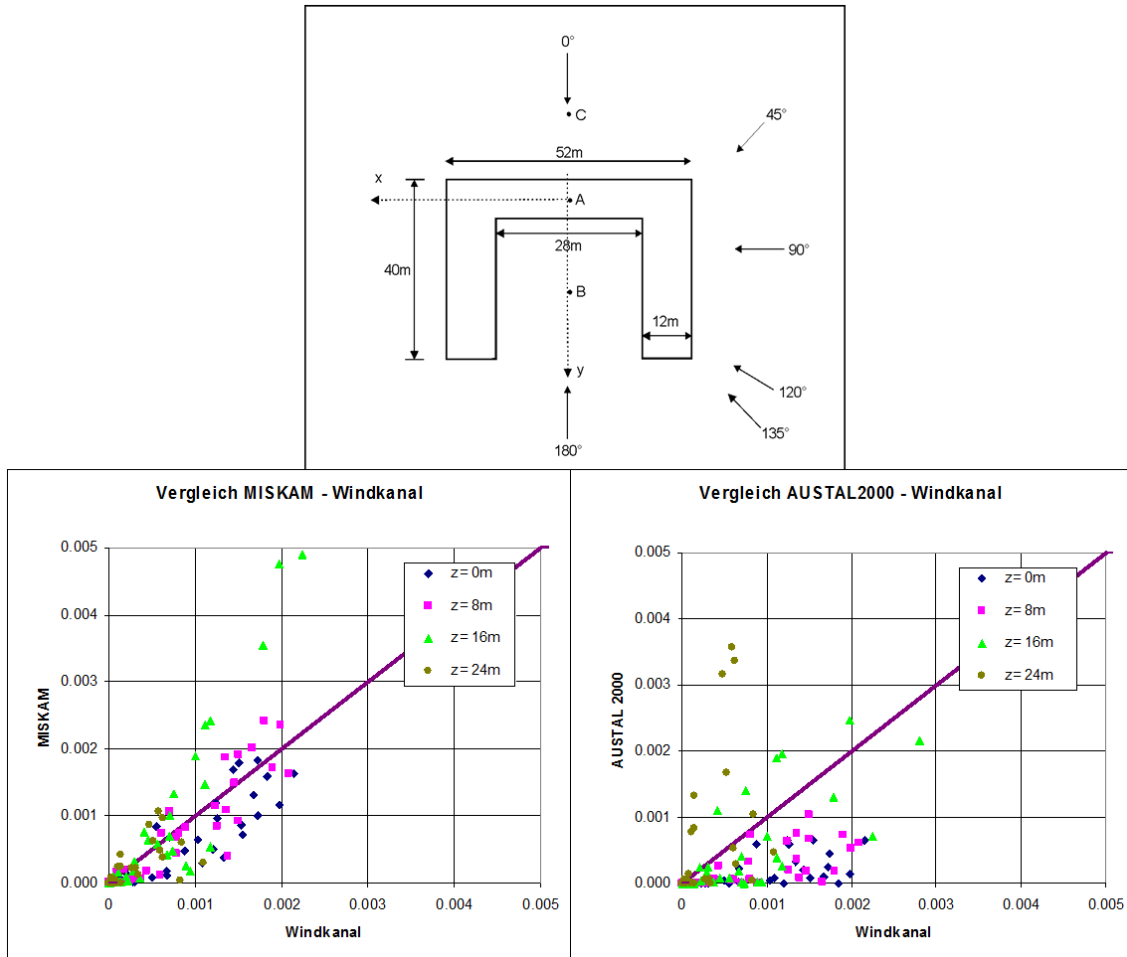 0°
C
45°
52m
x
A
28m
90°
40m
B
12m
y
120°
135°
180°
Vergleich MISKAM - Windkanal
0.005
0.004
0.003
0.002
0.001
0.000
MISKAM
z= 0m
z= 8m
z= 16m
z= 24m
0 0.001 0.002 0.003 0.004 0.005
Windkanal
Vergleich AUSTAL2000 - Windkanal
0.005
0.004
0.003
0.002
0.001
0.000
AUSTAL 2000
z= 0m
z= 8m
z= 16m
z= 24m
0 0.001 0.002 0.003 0.004 0.005
Windkanal